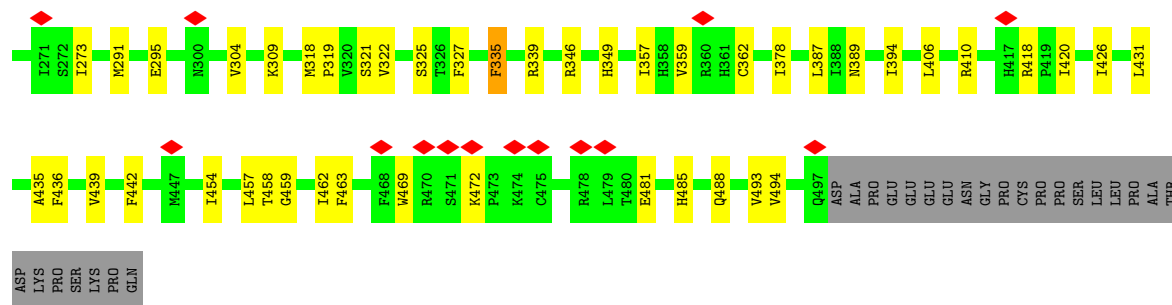 I271 S272 I273 M291 E295 N300 V304 K309 M318 P319 V320 S321 V322 S325 T326 F327 F335 R339 R346 H349 I357 H358 V359 R360 H361 C362 I378 L387 I388 N389 I394 L406 R410 H417 R418 P419 I420 I426 L431
A435 F436 V439 F442 M447 I454 L457 T458 G459 I462 F463 F468 W469 R470 S471 K472 P473 K474 C475 R478 L479 T480 E481 H485 Q488 V493 V494 Q497 ASP ALA PRO GLU GLU GLU GLU ASN GLY PRO CYS PRO PRO SER LEU LEU PRO ALA THR
ASP LYS PRO SER LYS PRO GLN